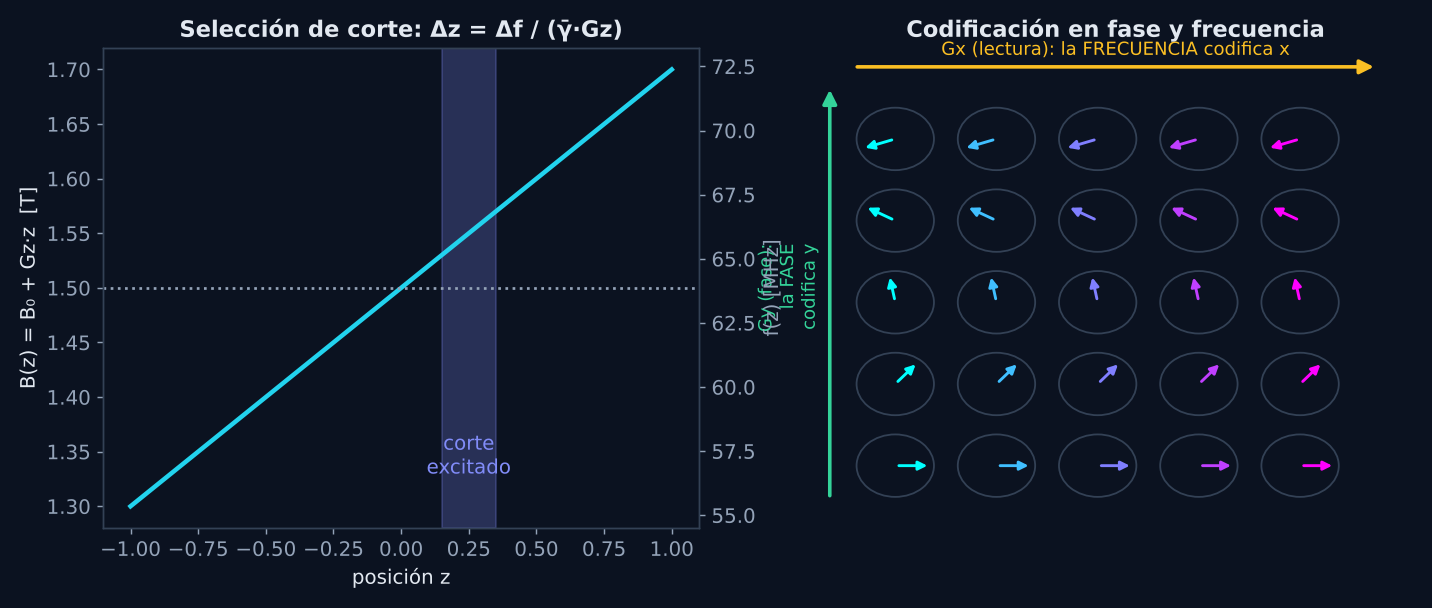 Selección de corte: Δz = Δf / (γ̄·Gz)
B(z) = B₀ + Gz·z [T]
1.70
1.65
1.60
1.55
1.50
1.45
1.40
1.35
1.30
corte
excitado
−1.00 −0.75 −0.50 −0.25 0.00 0.25 0.50 0.75 1.00
posición z
72.5
70.0
67.5
65.0
62.5
60.0
57.5
55.0
f(z) [MHz]
Codificación en fase y frecuencia
Gx (lectura): la FRECUENCIA codifica x
Gy (fase):
la FASE
codifica y